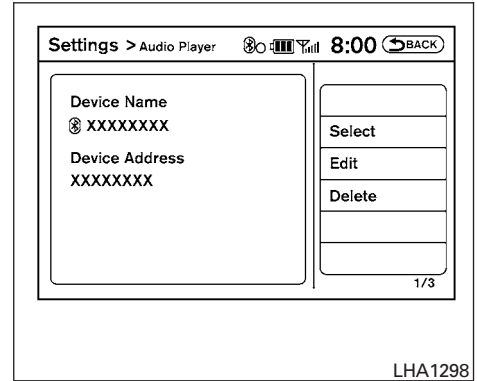 Settings > Audio Player 8:00 BACK
Device Name
XXXXXXXX
Device Address
XXXXXXXX
Select
Edit
Delete
1/3
LHA1298